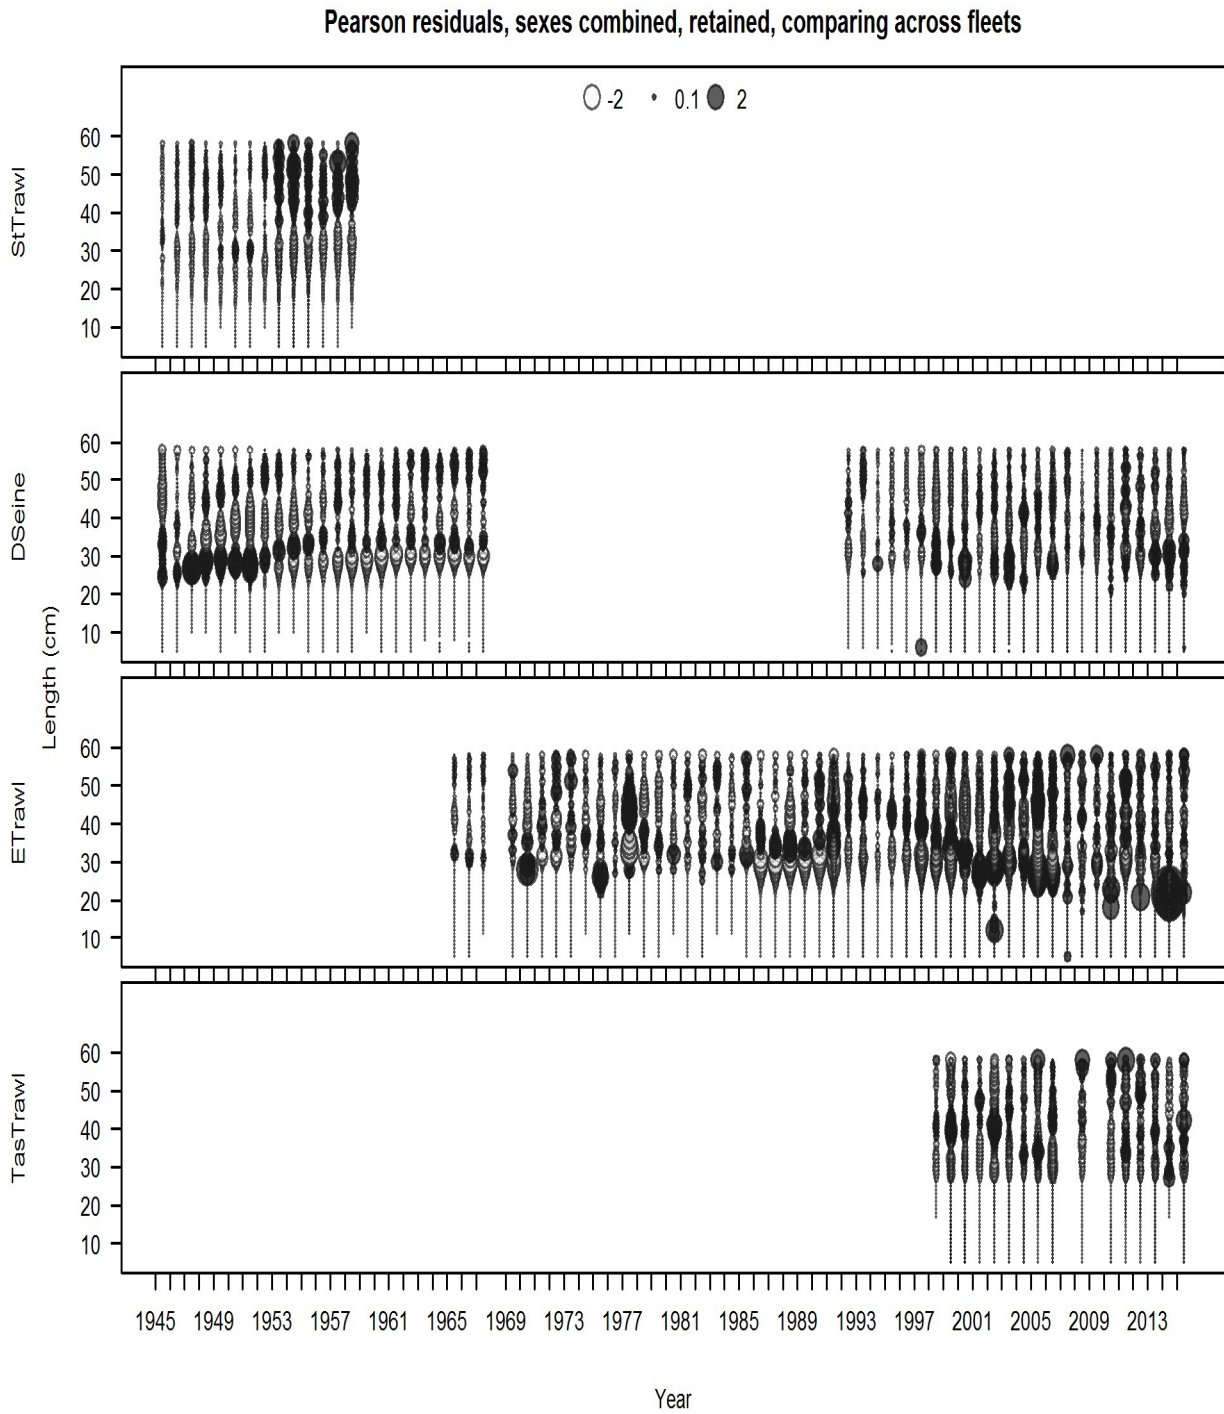 Pearson residuals, sexes combined, retained, comparing across fleets
-2 0.1 2
StTrawl
60
50
40
30
20
10
DSeine
60
50
40
30
20
10
Length (cm)
ETrawl
60
50
40
30
20
10
TasTrawl
60
50
40
30
20
10
1945 1949 1953 1957 1961 1965 1969 1973 1977 1981 1985 1989 1993 1997 2001 2005 2009 2013
Year